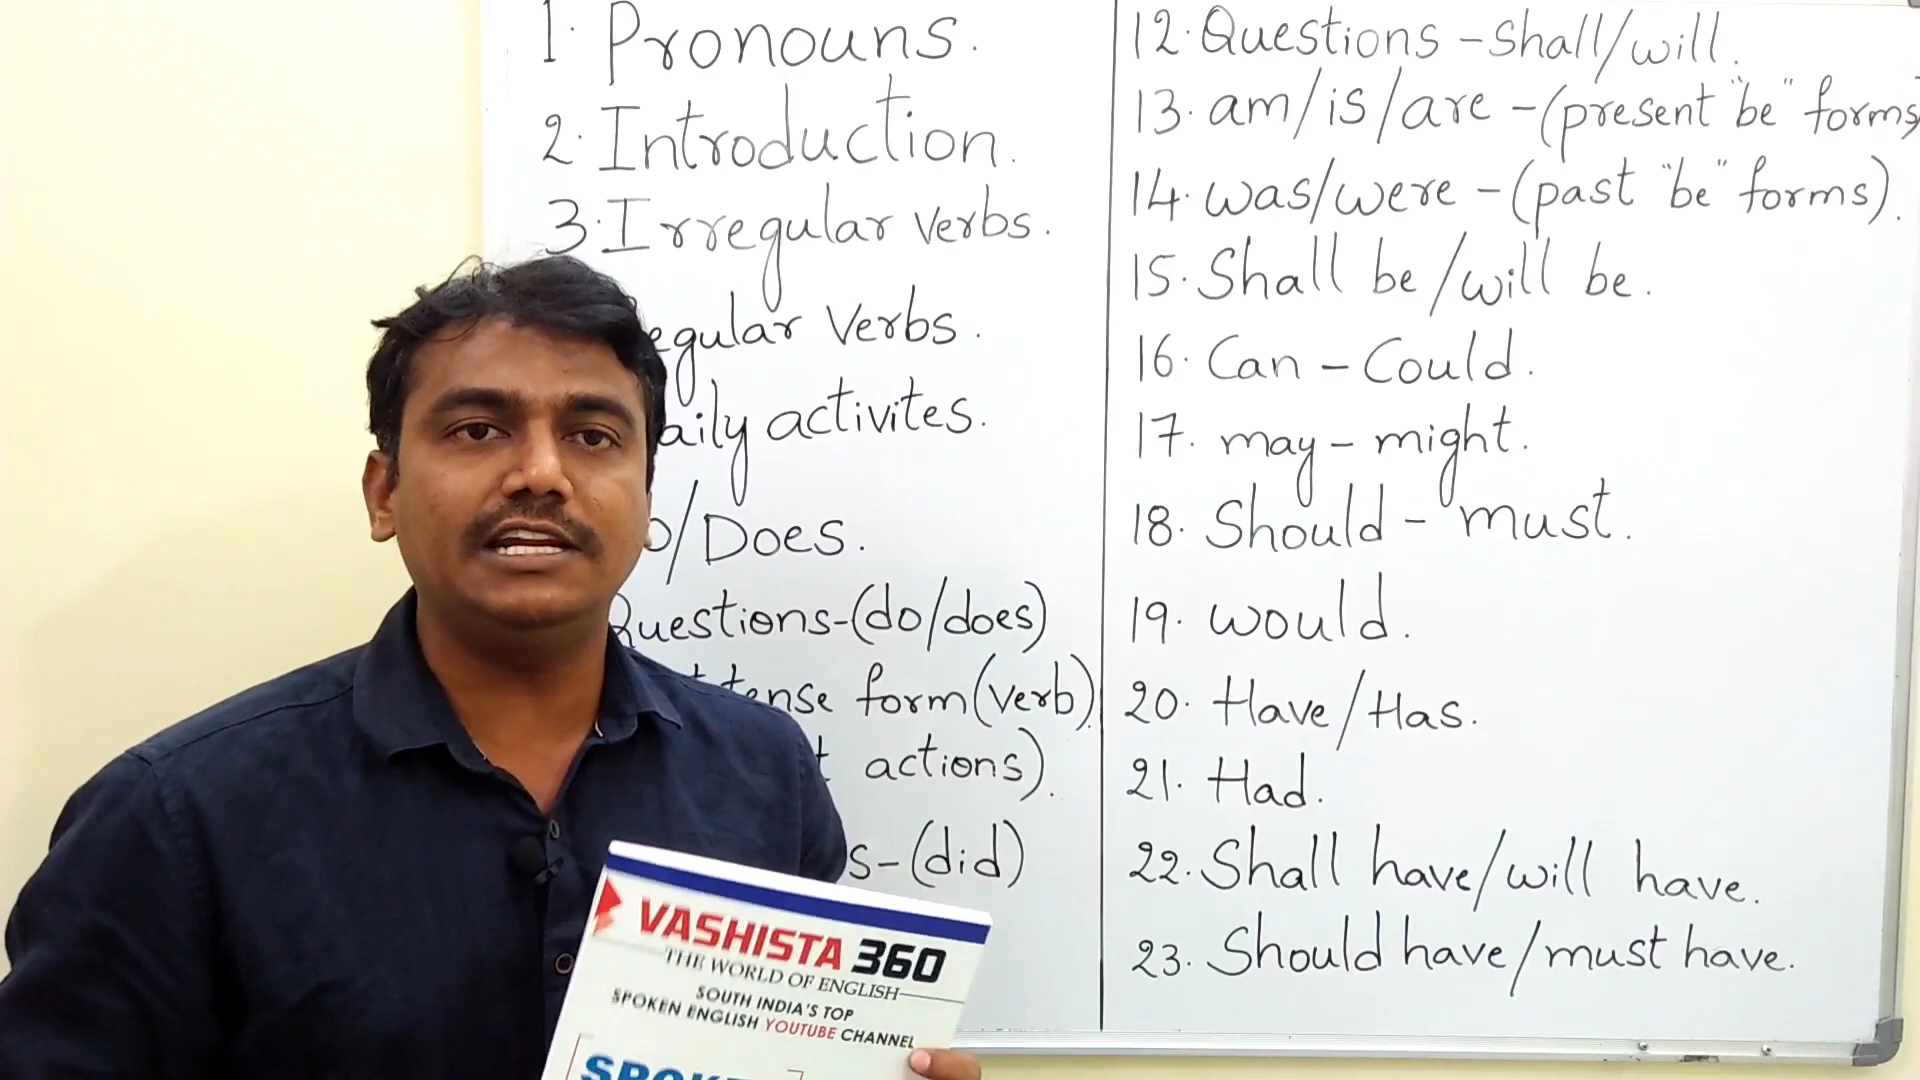 1. Pronouns.
2. Introduction.
3. Irregular verbs.
egular verbs.
aily activites.
o/Does.
Questions-(do/does)
t tense form (verb)
t actions).
s-(did)
12. Questions - Shall/will.
13. am/is/are - (present "be" forms)
14. was/were - (past "be" forms).
15. Shall be/will be.
16. Can - Could.
17. may - might.
18. Should - must.
19. would.
20. Have/Has.
21. Had.
22. Shall have/will have.
23. Should have/must have.
VASHISTA 360
THE WORLD OF ENGLISH
SOUTH INDIA'S TOP
SPOKEN ENGLISH YOUTUBE CHANNEL